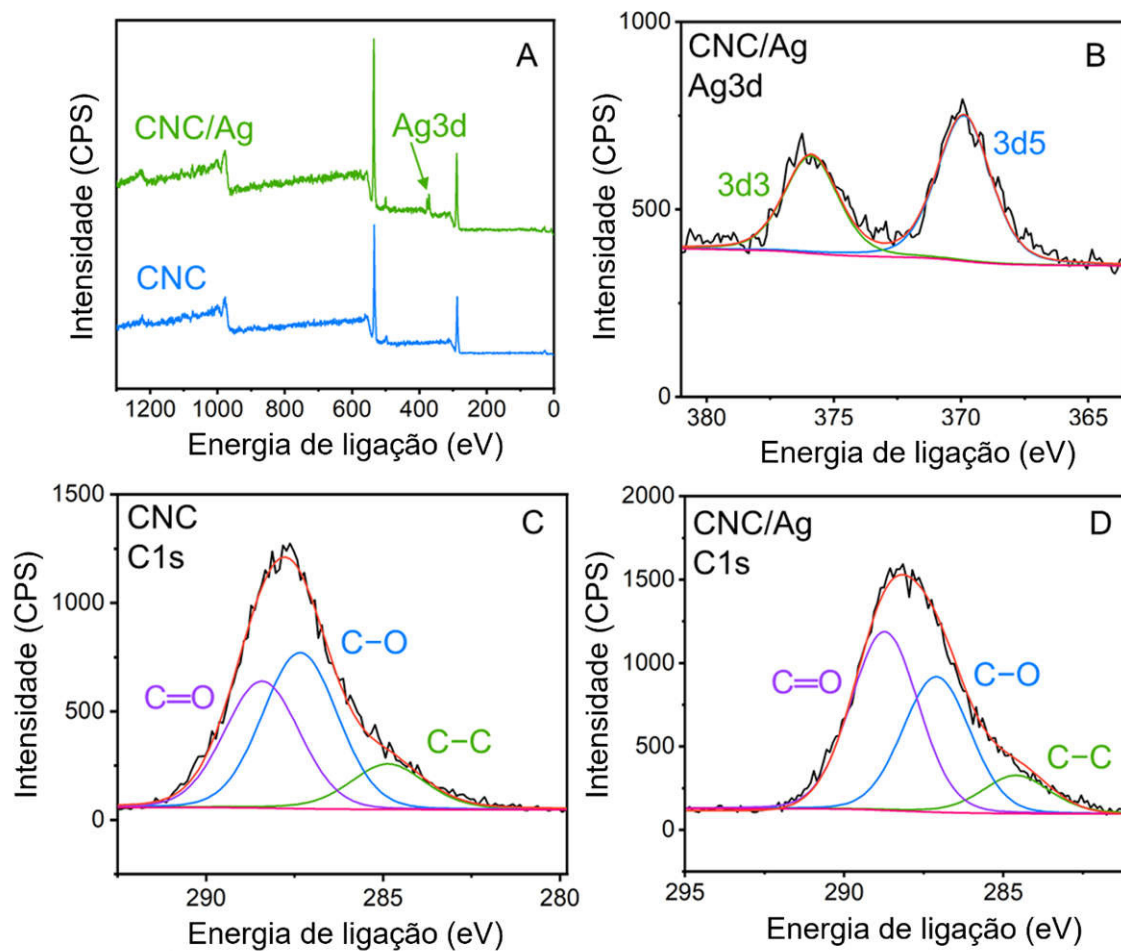 A
CNC/Ag
Ag3d
CNC
Intensidade (CPS)
1200 1000 800 600 400 200 0
Energia de ligação (eV)
B
CNC/Ag
Ag3d
3d5
3d3
Intensidade (CPS)
1000
500
0
380 375 370 365
Energia de ligação (eV)
C
CNC
C1s
C–O
C=O
C–C
Intensidade (CPS)
1500
1000
500
0
290 285 280
Energia de ligação (eV)
D
CNC/Ag
C1s
C=O
C–O
C–C
Intensidade (CPS)
2000
1500
1000
500
0
295 290 285
Energia de ligação (eV)